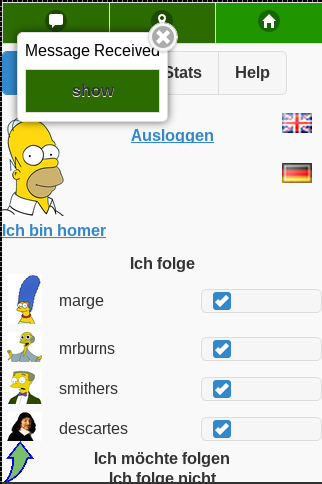 Message Received
show
Stats
Help
Ausloggen
Ich bin homer
Ich folge
marge
mrburns
smithers
descartes
Ich möchte folgen
Ich folge nicht